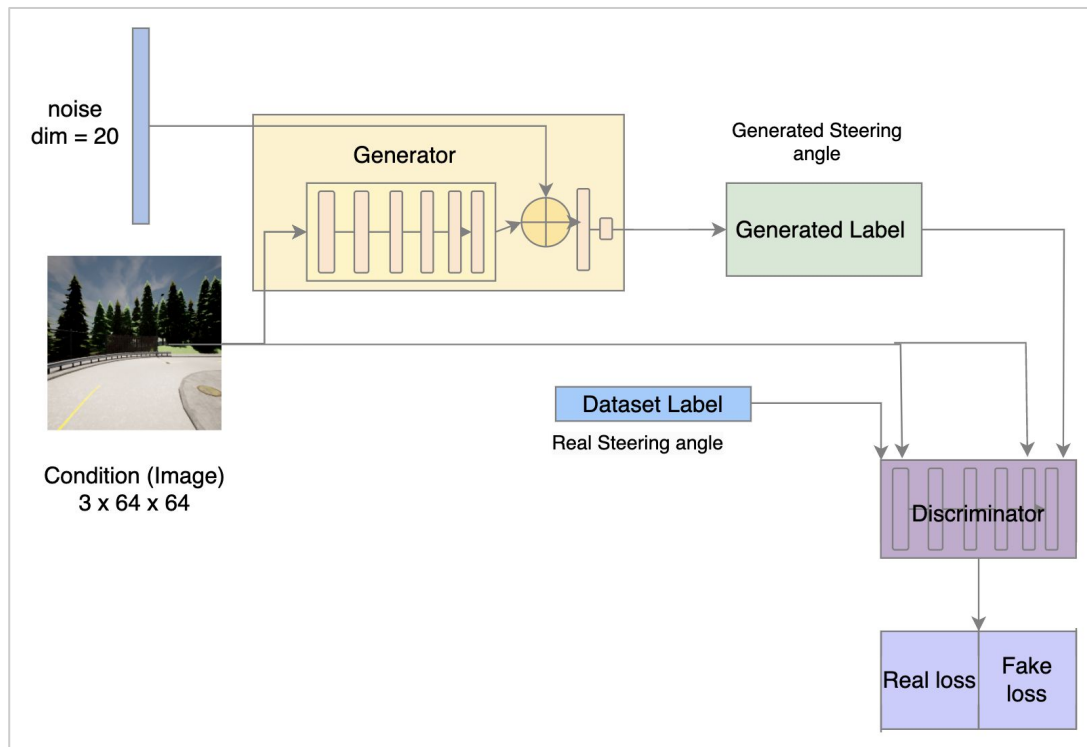 noise
dim = 20
Generator
Generated Steering
angle
Generated Label
Condition (Image)
3 x 64 x 64
Dataset Label
Real Steering angle
Discriminator
Real loss
Fake
loss